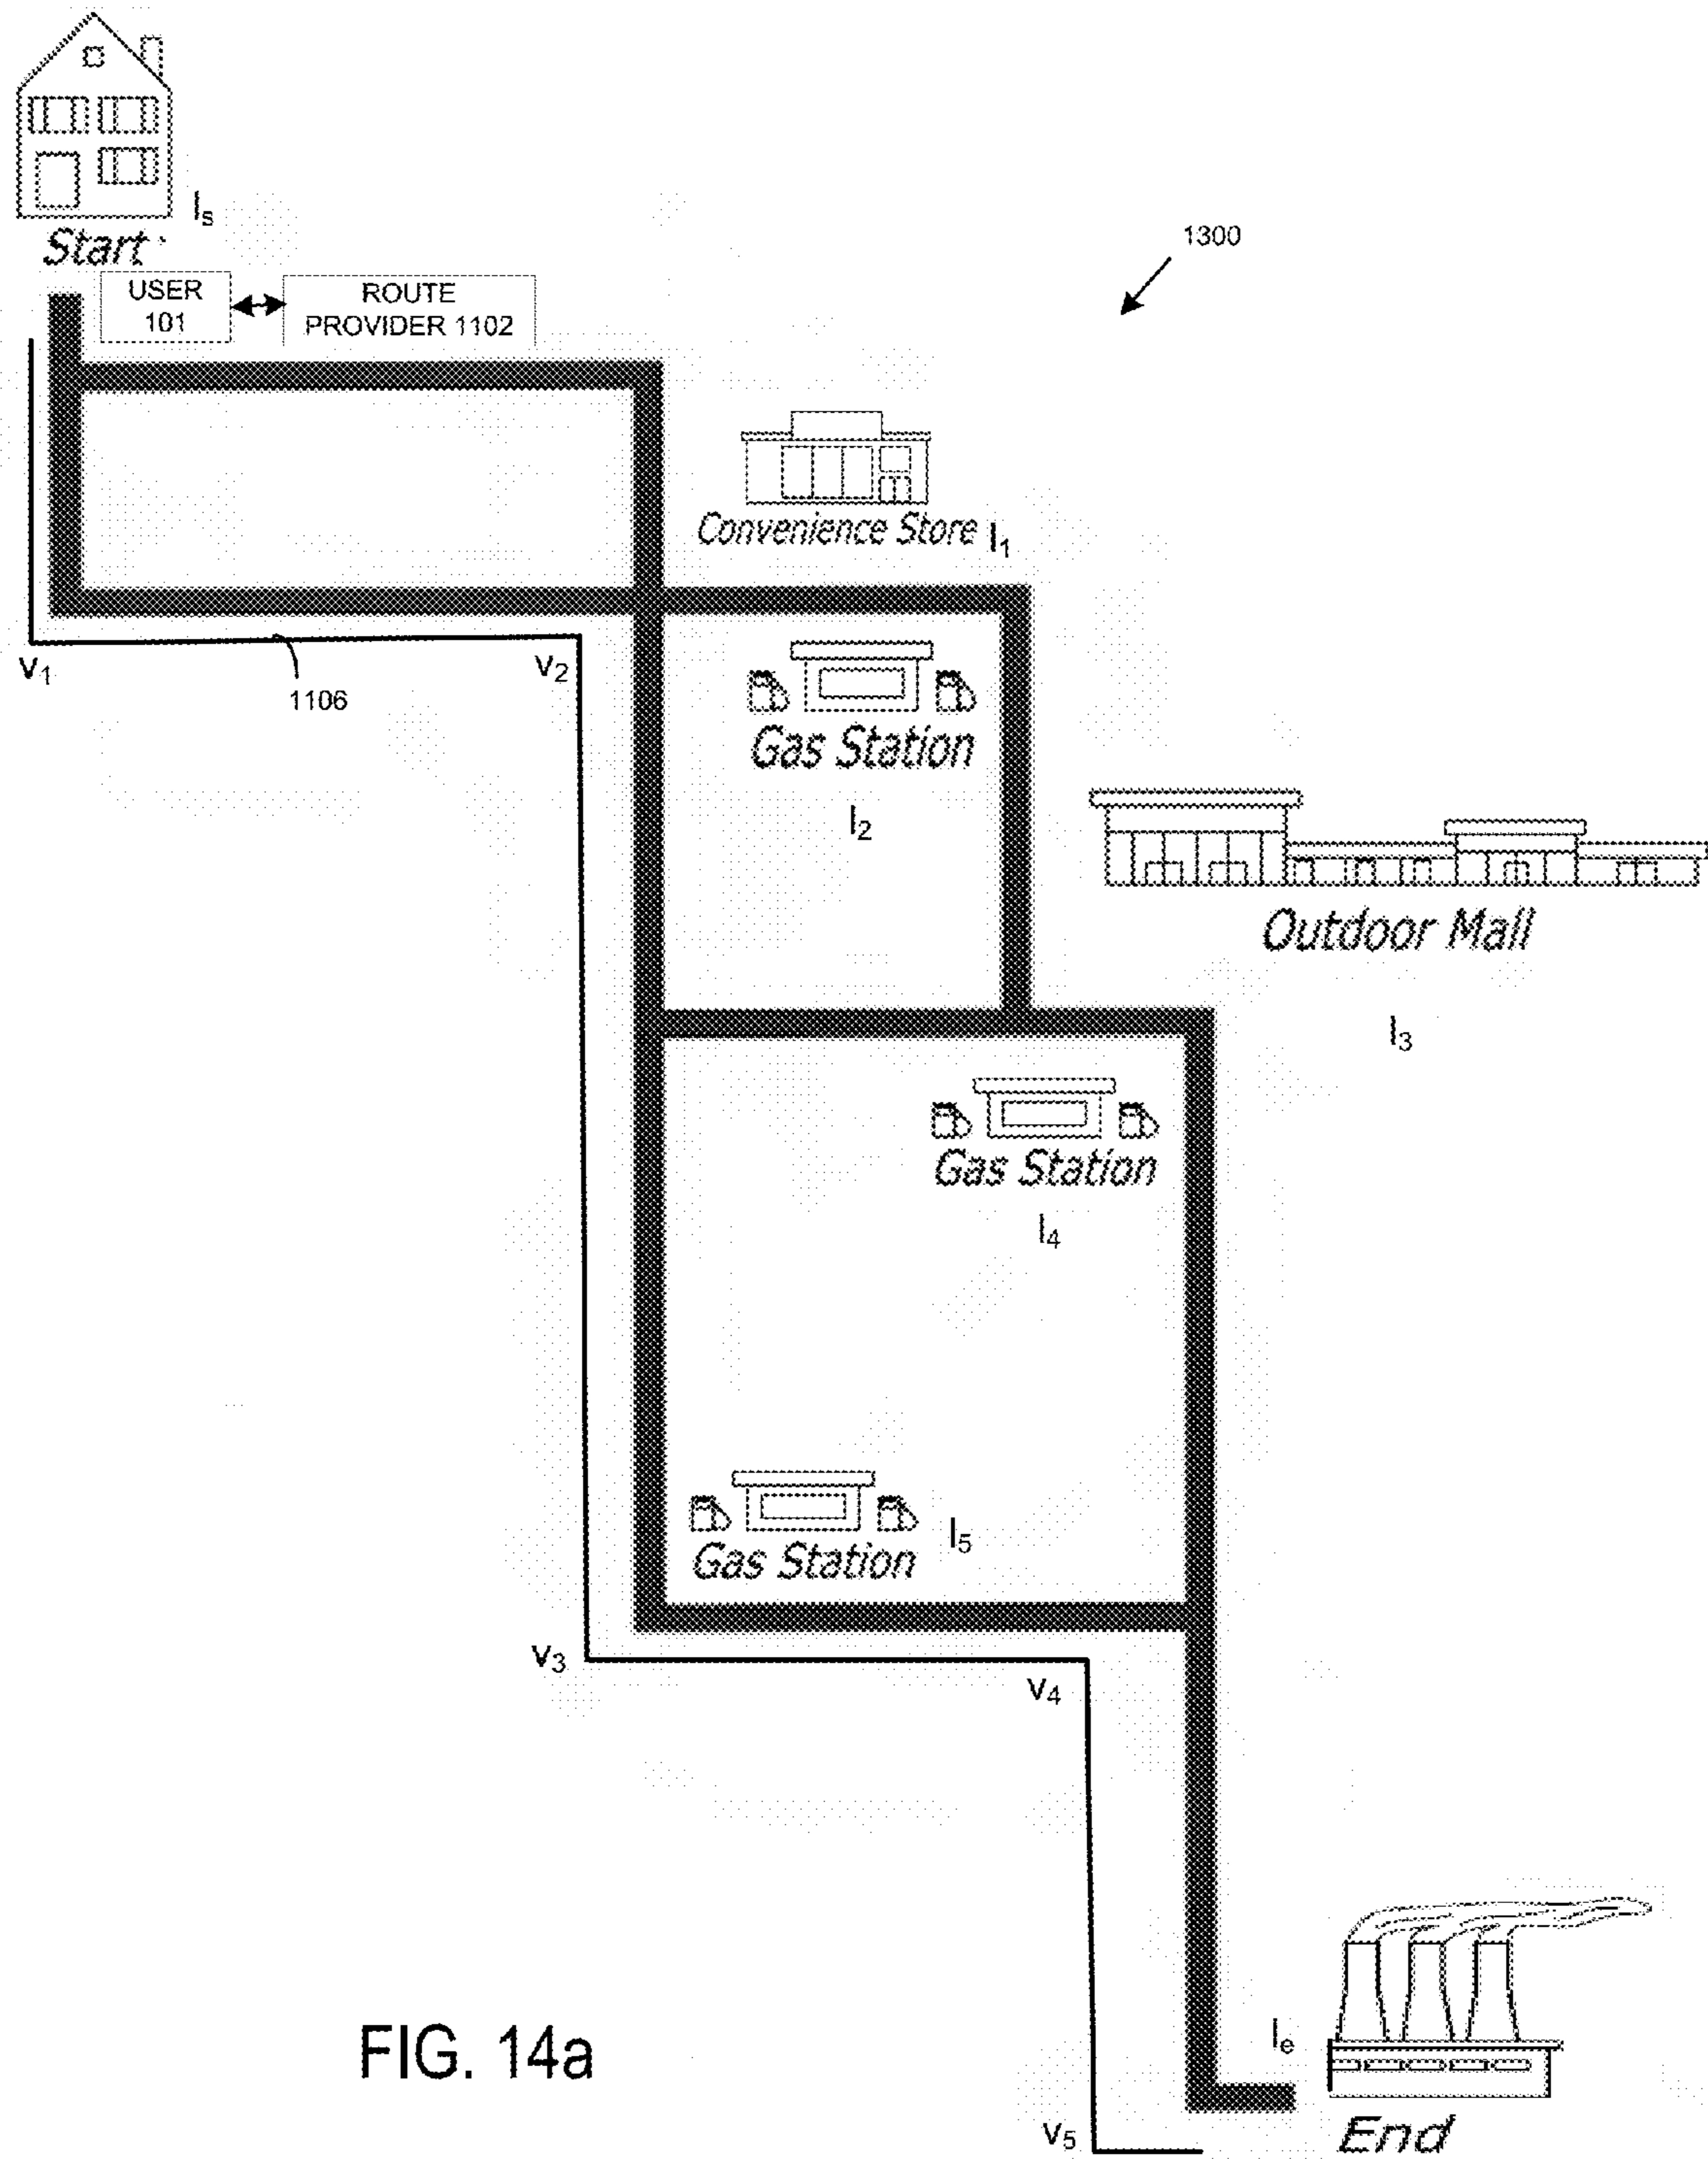 lₛ
Start
1300
USER
101
ROUTE
PROVIDER 1102
Convenience Store l₁
v₁
v₂
1106
Gas Station
l₂
Outdoor Mall
l₃
Gas Station
l₄
l₅
Gas Station
v₃
v₄
lₑ
FIG. 14a
v₅
End